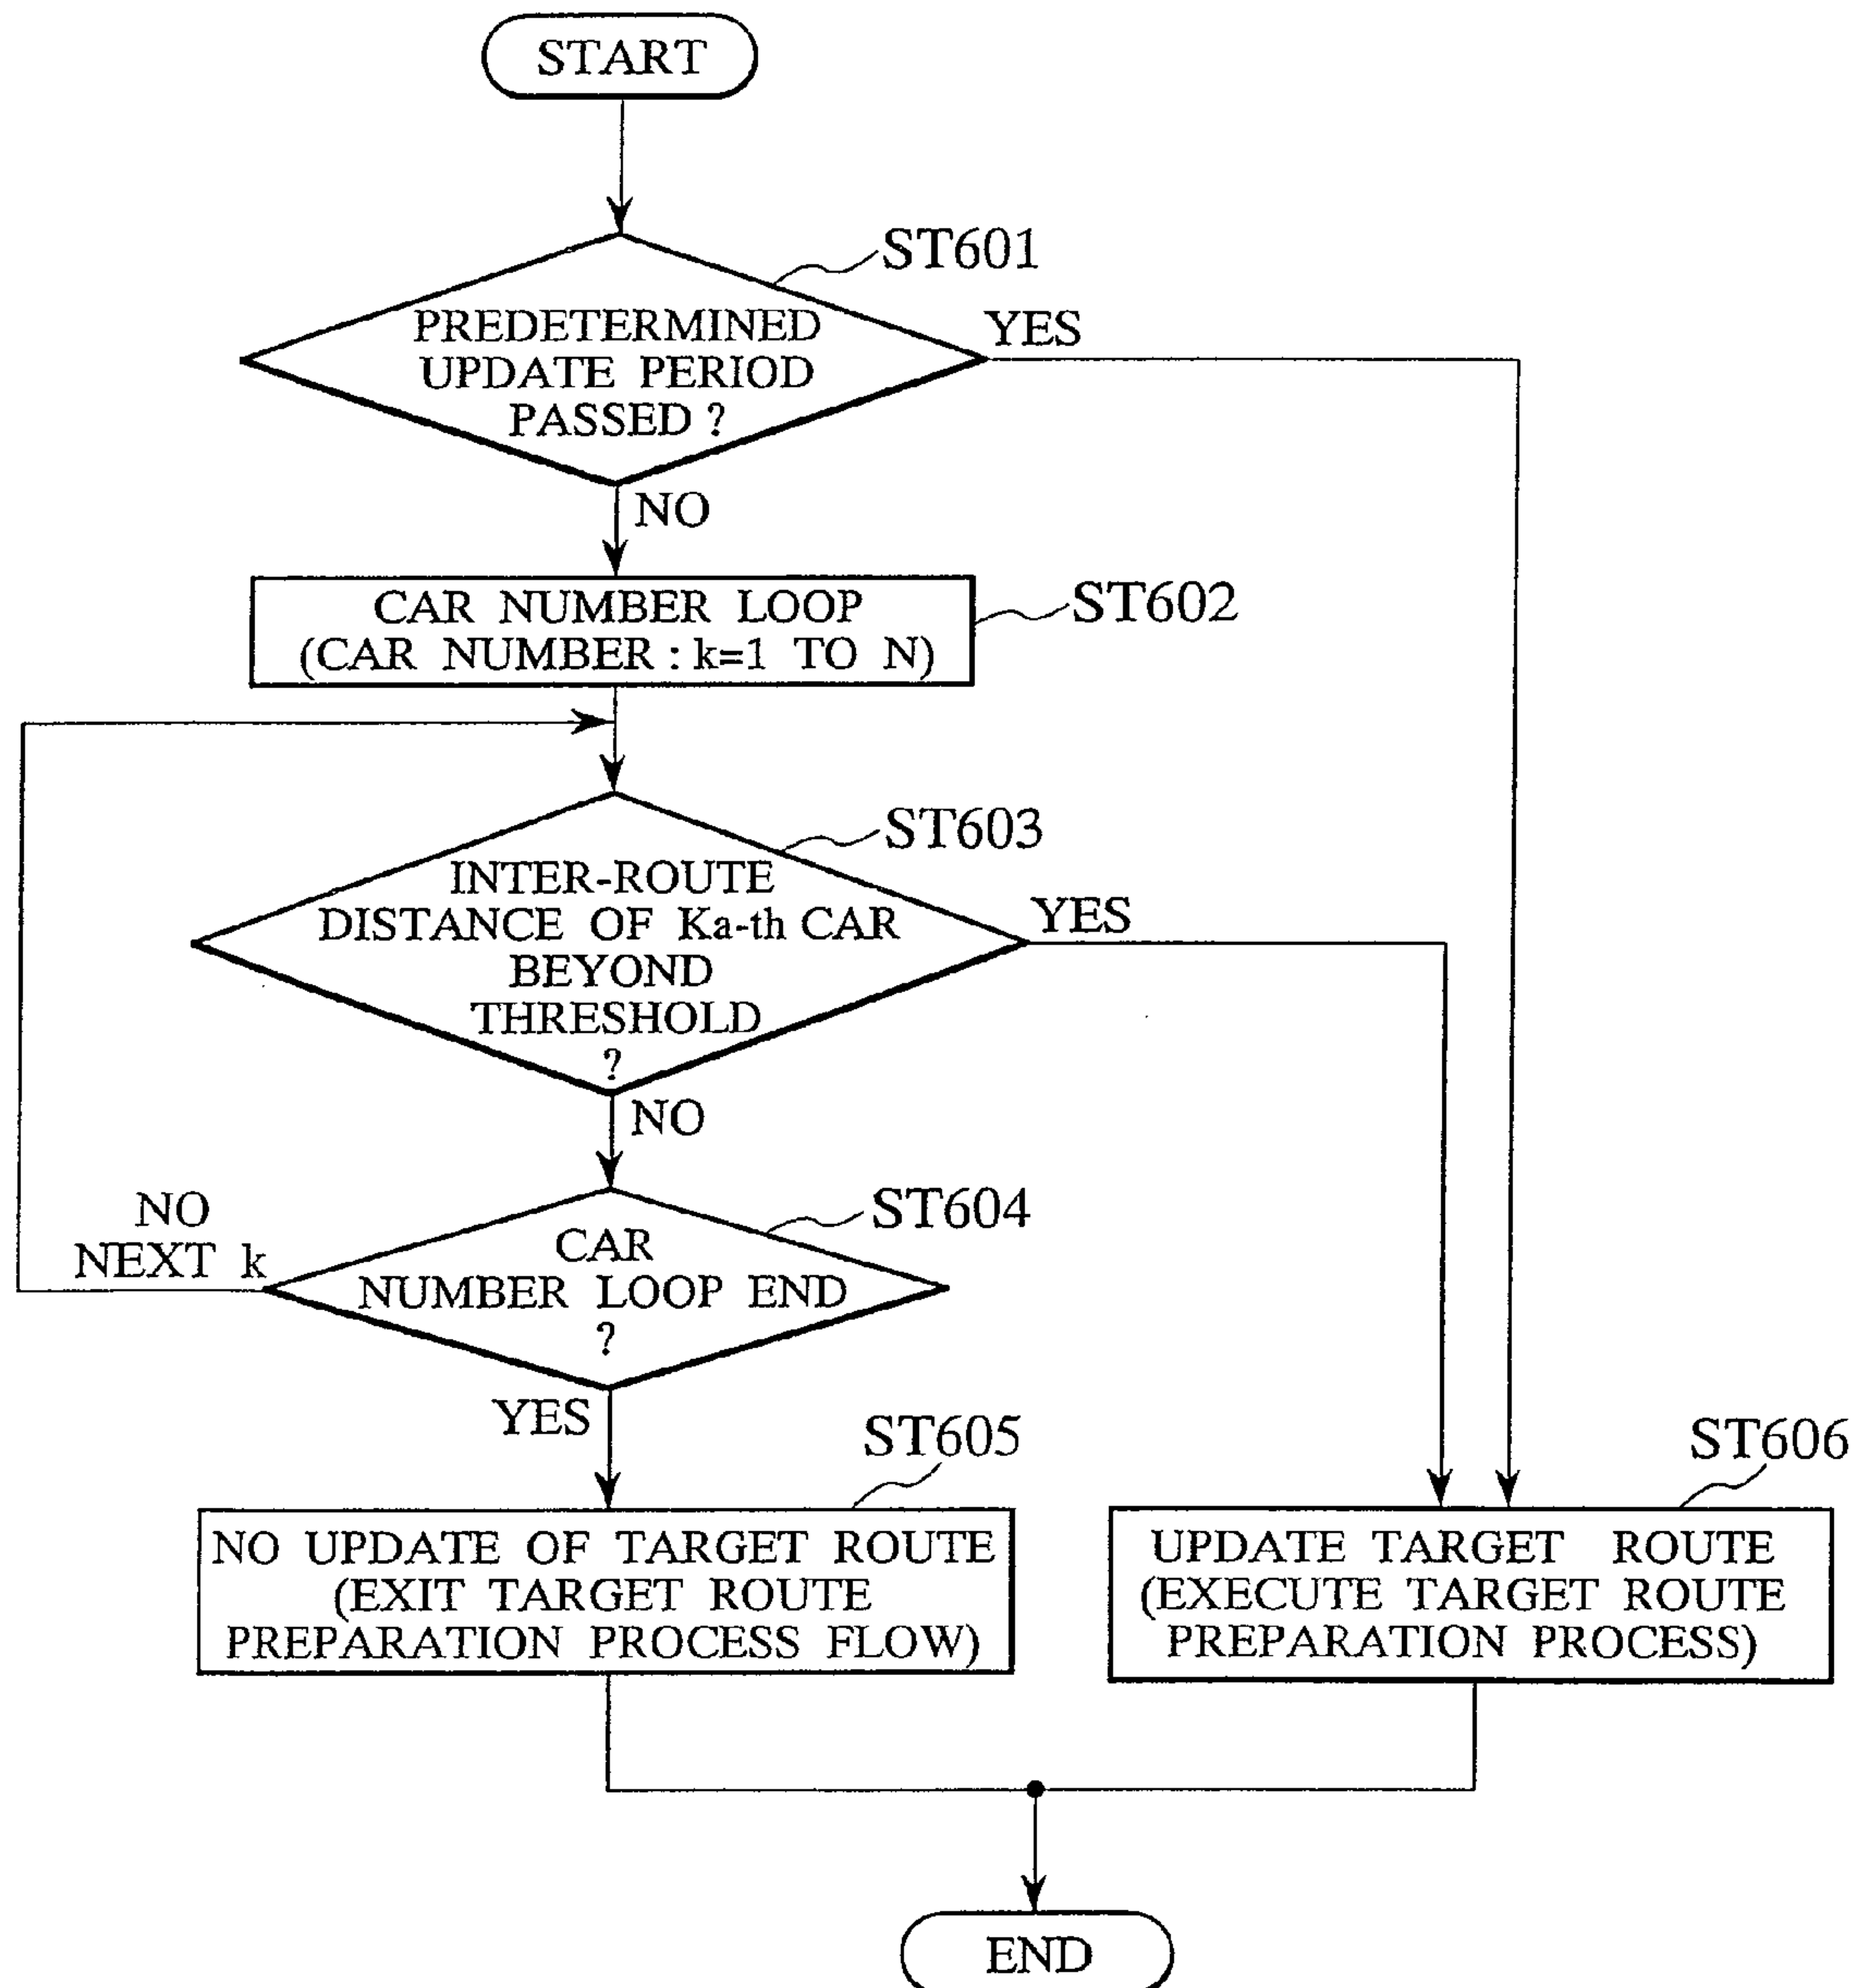 START
ST601
PREDETERMINED
UPDATE PERIOD
PASSED ?
YES
NO
CAR NUMBER LOOP
(CAR NUMBER : k=1 TO N)
ST602
ST603
INTER-ROUTE
DISTANCE OF Ka-th CAR
BEYOND
THRESHOLD
?
YES
NO
ST604
NO
NEXT k
CAR
NUMBER LOOP END
?
YES
ST605
NO UPDATE OF TARGET ROUTE
(EXIT TARGET ROUTE
PREPARATION PROCESS FLOW)
ST606
UPDATE TARGET ROUTE
(EXECUTE TARGET ROUTE
PREPARATION PROCESS)
END